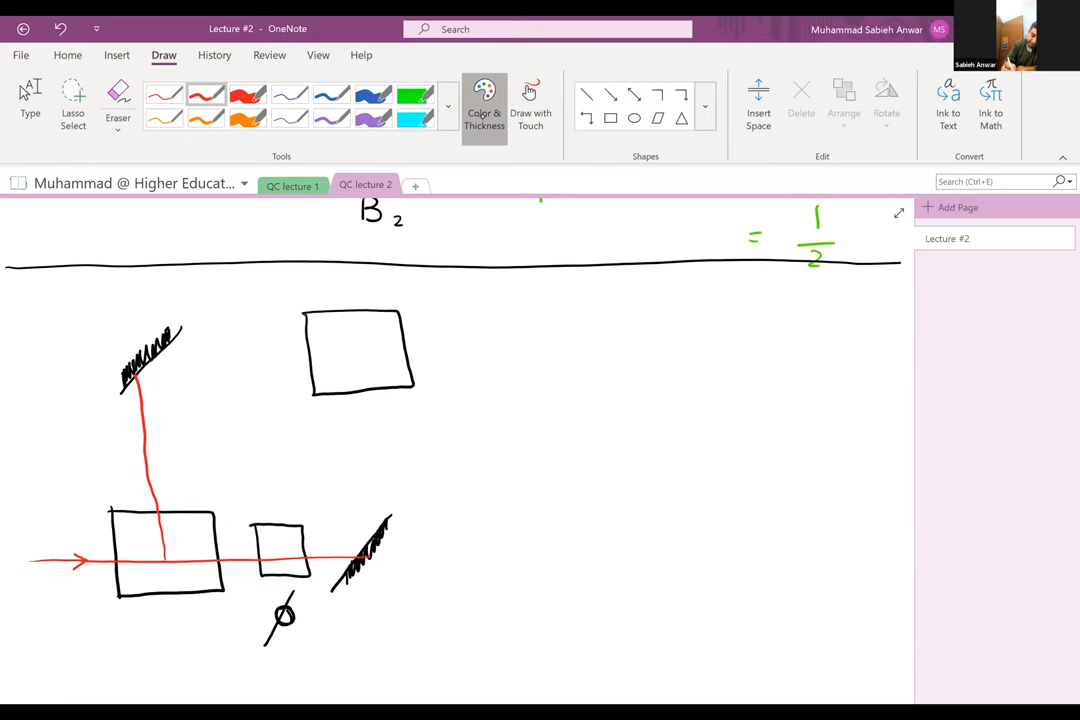 Lecture #2 - OneNote
Search
Muhammad Sabieh Anwar
MS
Sabieh Anwar
File
Home
Insert
Draw
History
Review
View
Help
Type
Lasso Select
Eraser
Color & Thickness
Draw with Touch
Insert Space
Delete
Arrange
Rotate
Ink to Text
Ink to Math
Tools
Shapes
Edit
Convert
Muhammad @ Higher Educat...
QC lecture 1
QC lecture 2
Search (Ctrl+E)
Add Page
Lecture #2
B2
= 1/2
φ